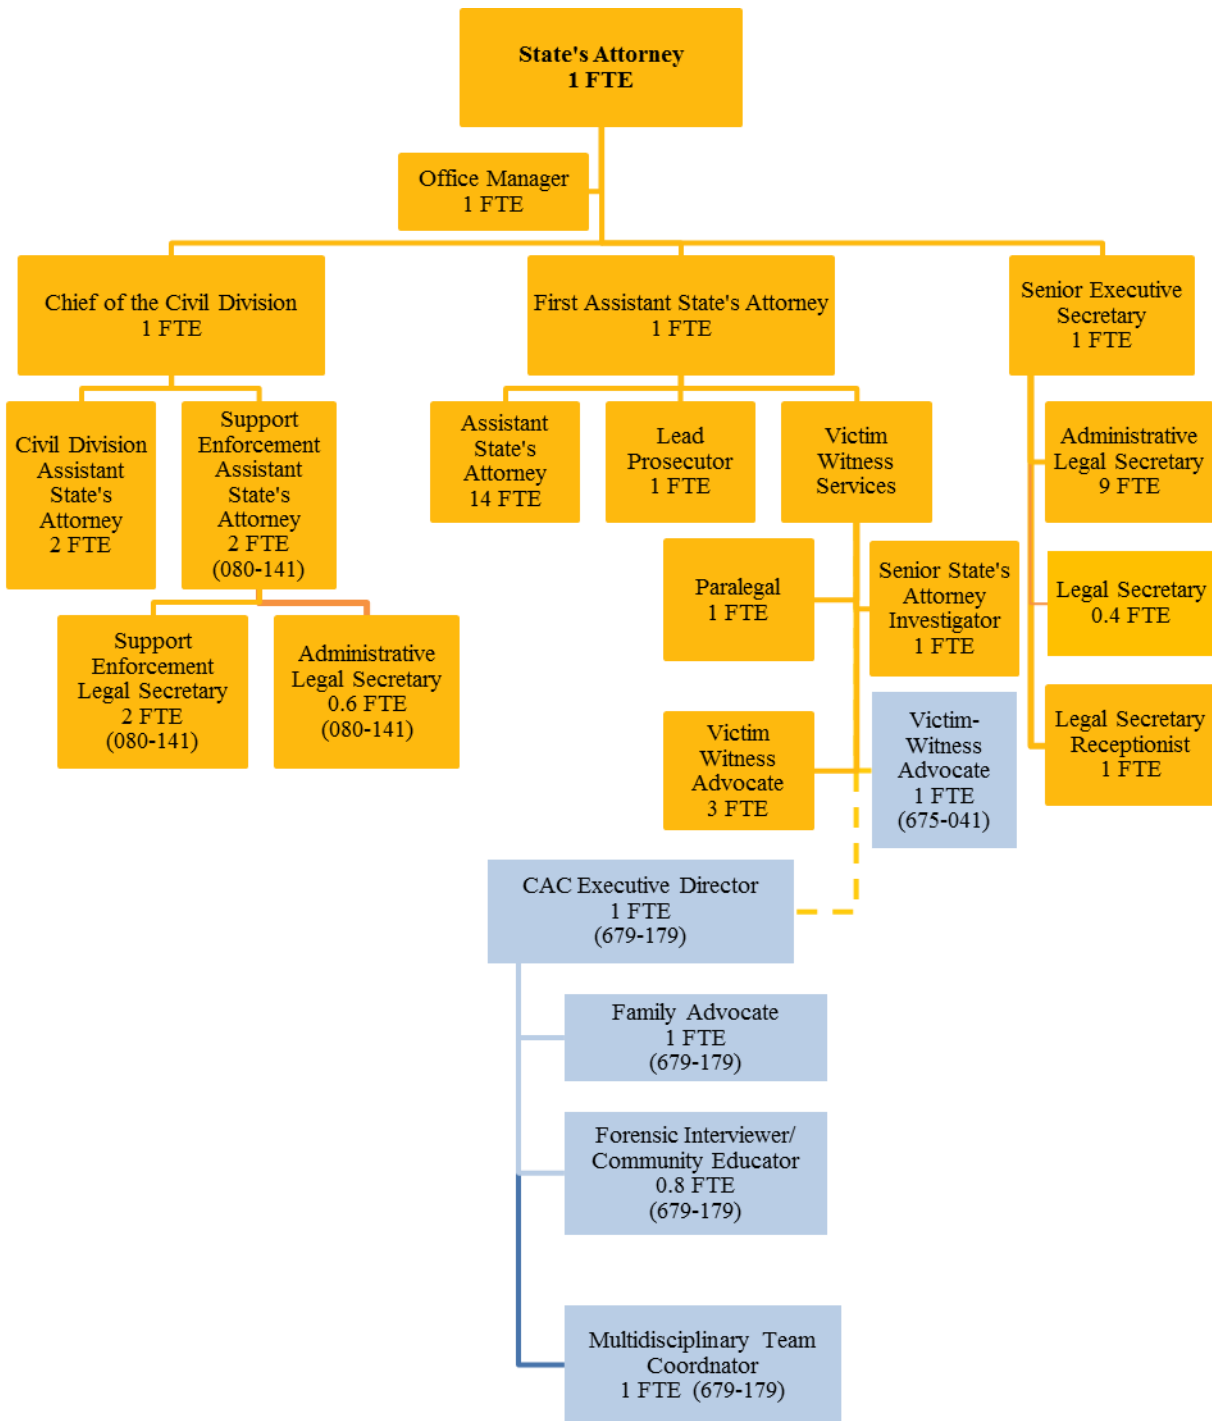 State's Attorney
1 FTE
Office Manager
1 FTE
Chief of the Civil Division
1 FTE
First Assistant State's Attorney
1 FTE
Senior Executive
Secretary
1 FTE
Civil Division
Assistant
State's
Attorney
2 FTE
Support
Enforcement
Assistant
State's
Attorney
2 FTE
(080-141)
Assistant
State's
Attorney
14 FTE
Lead
Prosecutor
1 FTE
Victim
Witness
Services
Administrative
Legal Secretary
9 FTE
Paralegal
1 FTE
Senior State's
Attorney
Investigator
1 FTE
Legal Secretary
0.4 FTE
Support
Enforcement
Legal Secretary
2 FTE
(080-141)
Administrative
Legal Secretary
0.6 FTE
(080-141)
Victim
Witness
Advocate
3 FTE
Victim-
Witness
Advocate
1 FTE
(675-041)
Legal Secretary
Receptionist
1 FTE
CAC Executive Director
1 FTE
(679-179)
Family Advocate
1 FTE
(679-179)
Forensic Interviewer/
Community Educator
0.8 FTE
(679-179)
Multidisciplinary Team
Coordnator
1 FTE (679-179)